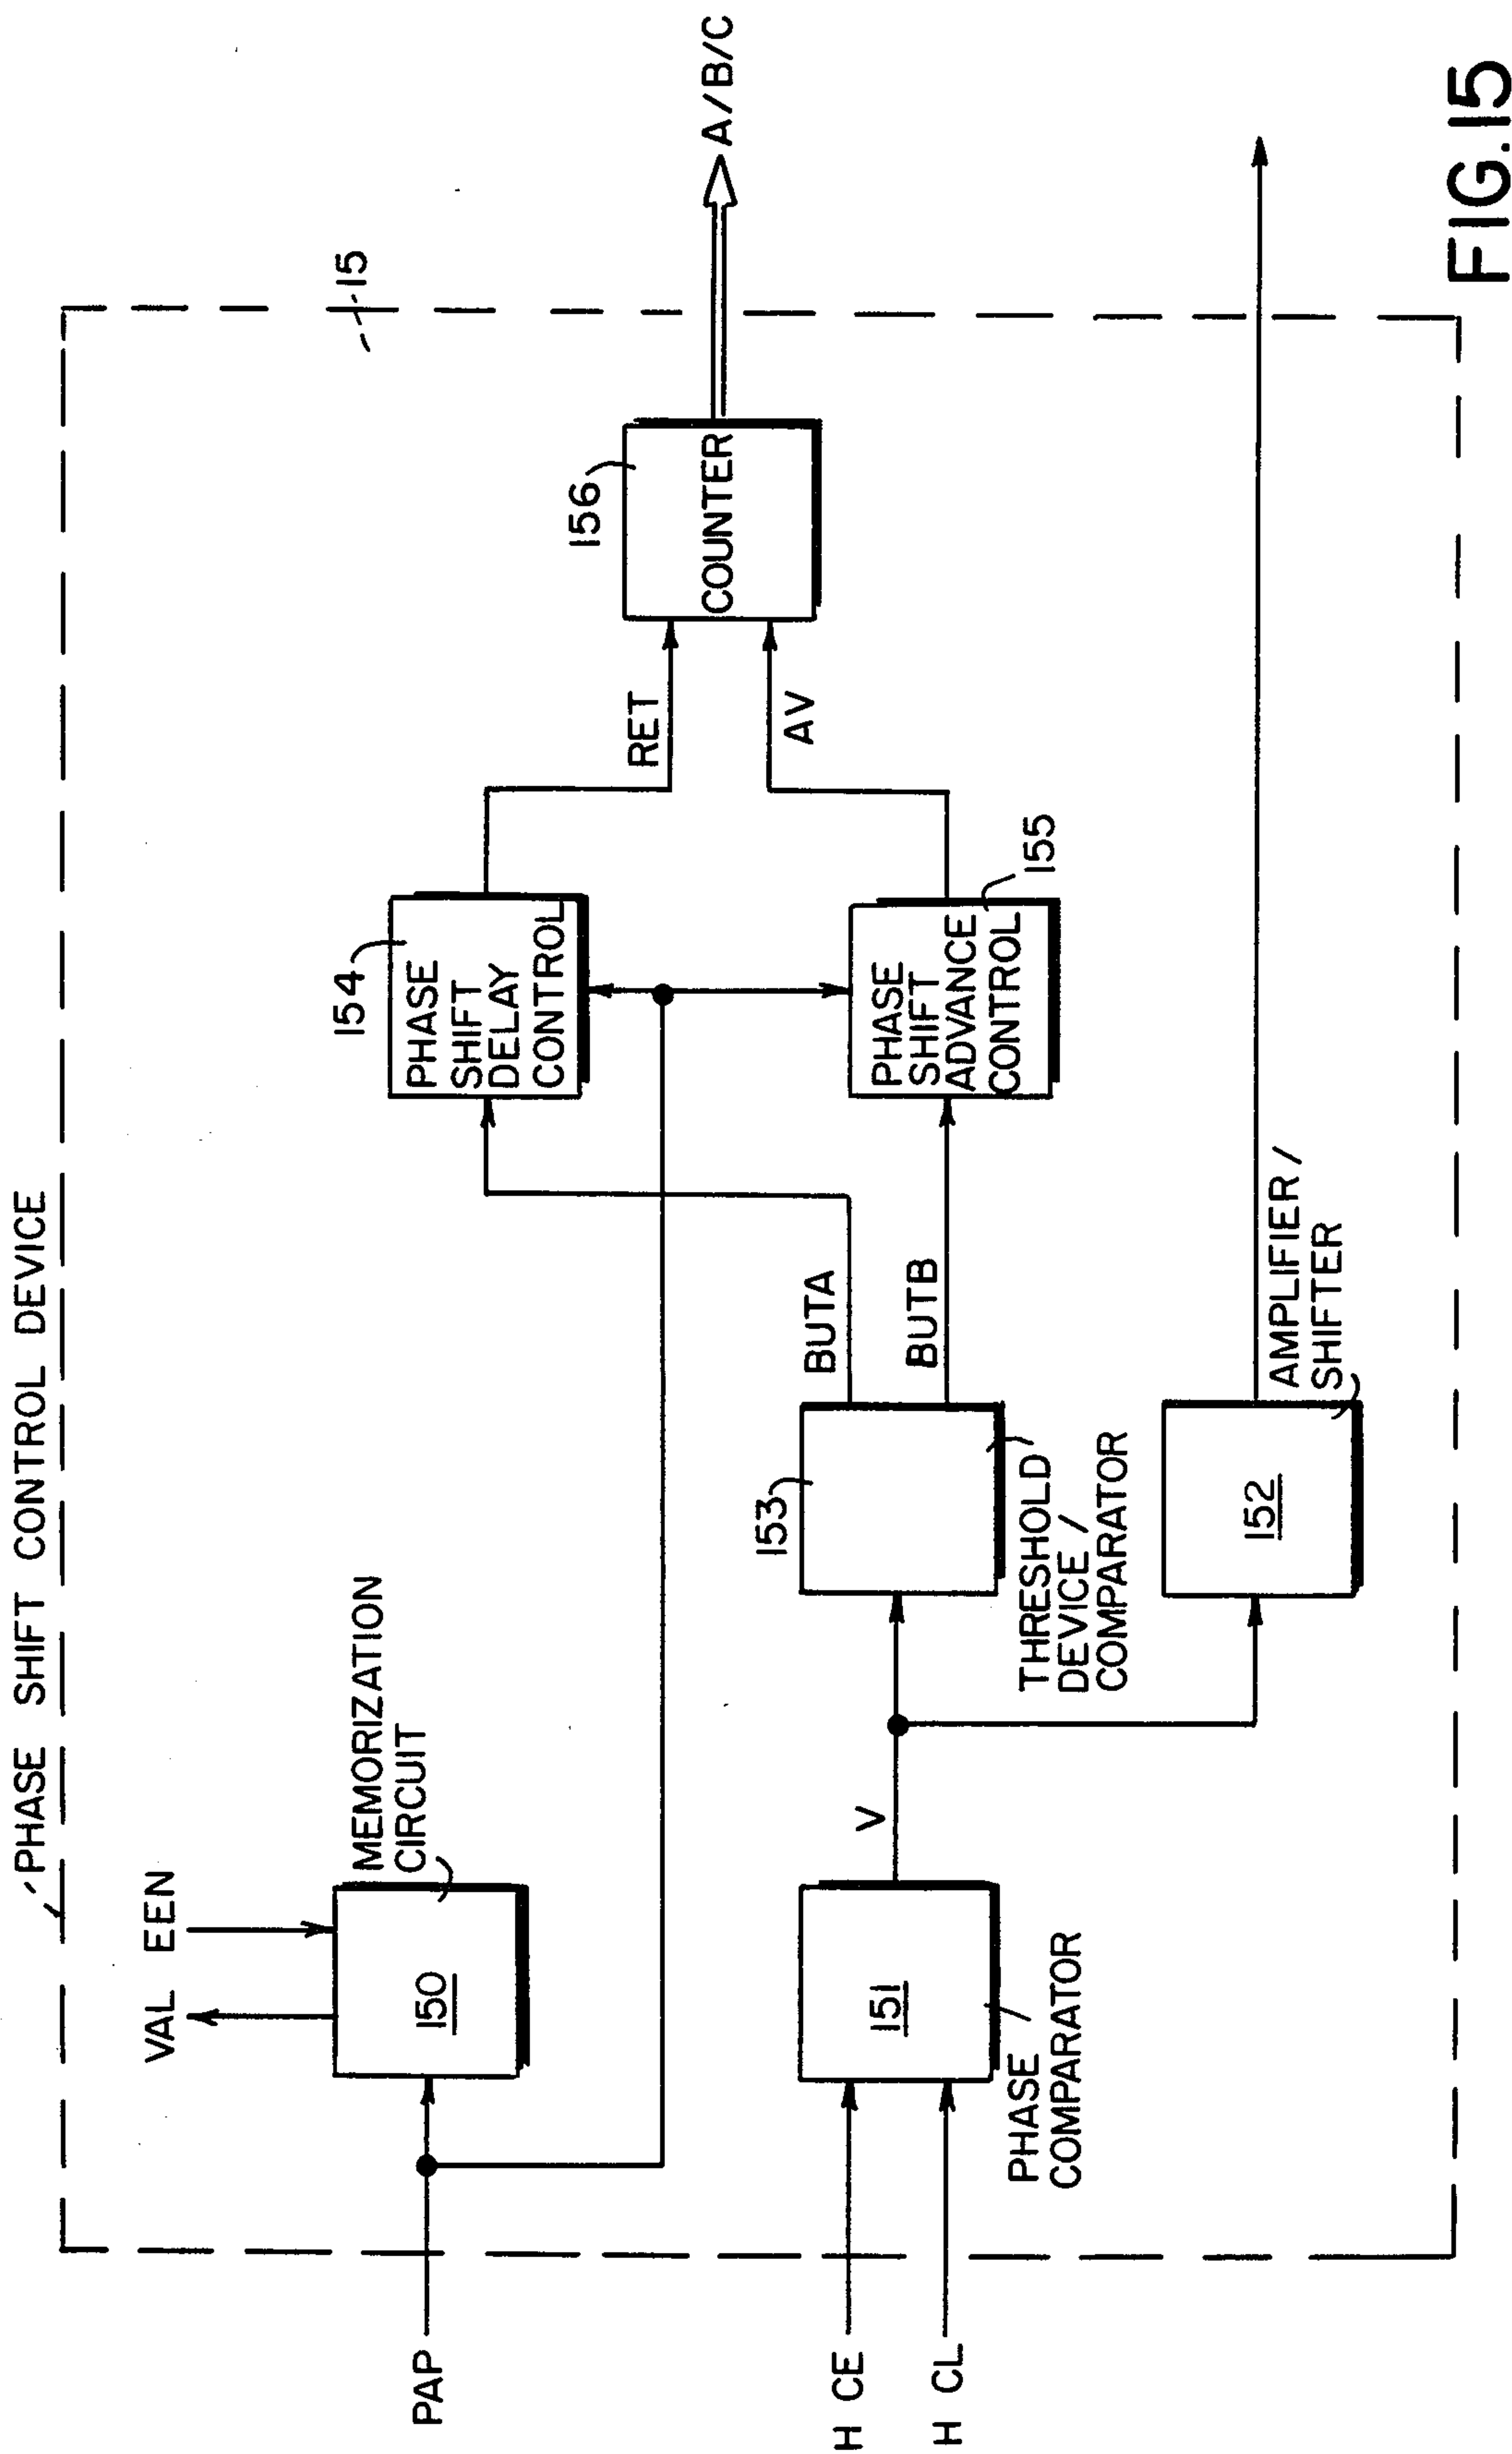 PHASE SHIFT CONTROL DEVICE
15
VAL EEN
MEMORIZATION
CIRCUIT
150
PAP
154
PHASE
SHIFT
DELAY
CONTROL
RET
156
COUNTER
A/B/C
AV
H CE
H CL
151
PHASE
COMPARATOR
V
153
THRESHOLD
DEVICE /
COMPARATOR
BUTA
BUTB
PHASE
SHIFT
ADVANCE
CONTROL
155
152
AMPLIFIER /
SHIFTER
FIG.15